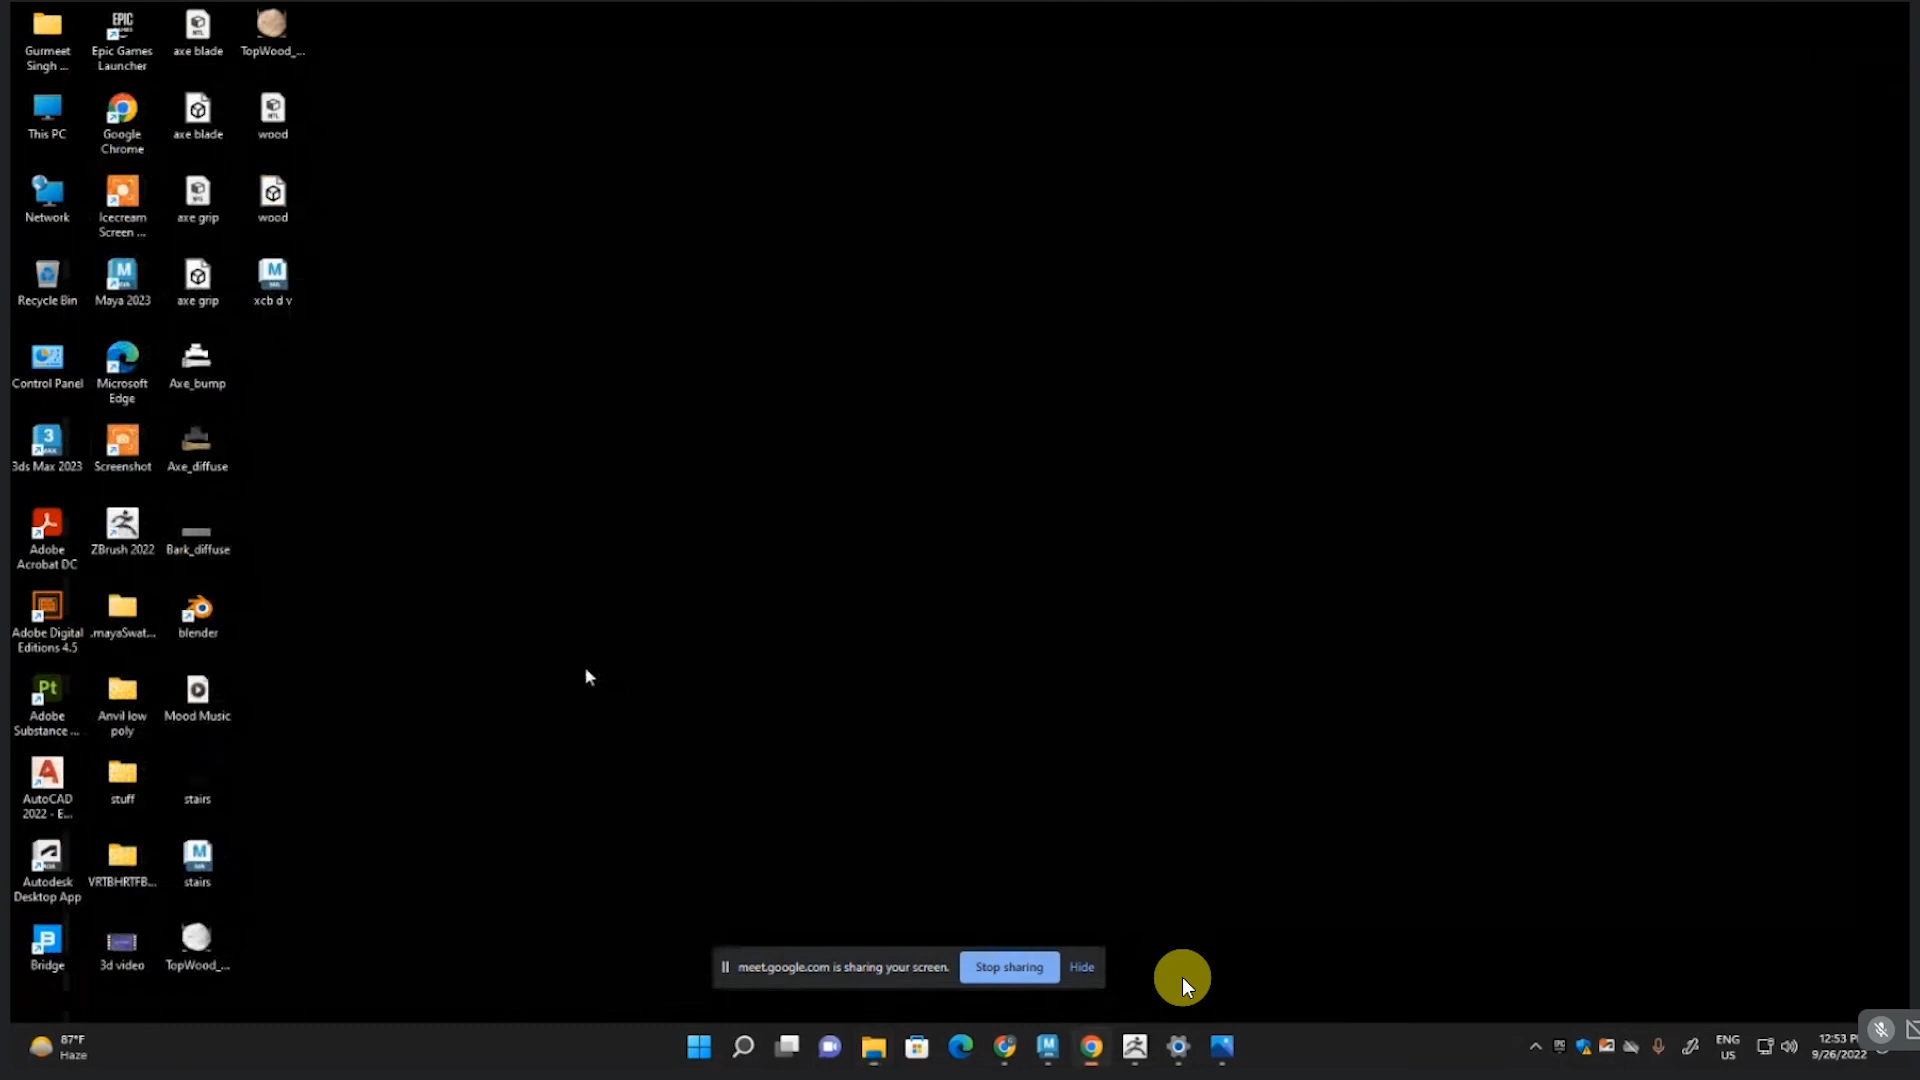 Gurmeet
Singh ...
Epic Games
Launcher
axe blade
TopWood_...
This PC
Google
Chrome
axe blade
wood
Network
Icecream
Screen ...
axe grip
wood
Recycle Bin
Maya 2023
axe grip
xcb d v
Control Panel
Microsoft
Edge
Axe_bump
3ds Max 2023
Screenshot
Axe_diffuse
Adobe
Acrobat DC
ZBrush 2022
Bark_diffuse
Adobe Digital
Editions 4.5
.mayaSwat...
blender
Adobe
Substance ...
Anvil low
poly
Mood Music
AutoCAD
2022 - E...
stuff
stairs
Autodesk
Desktop App
VRTBHRTFB...
stairs
Bridge
3d video
TopWood_...
meet.google.com is sharing your screen.
Stop sharing
Hide
87°F
Haze
ENG
US
12:53 P
9/26/2022